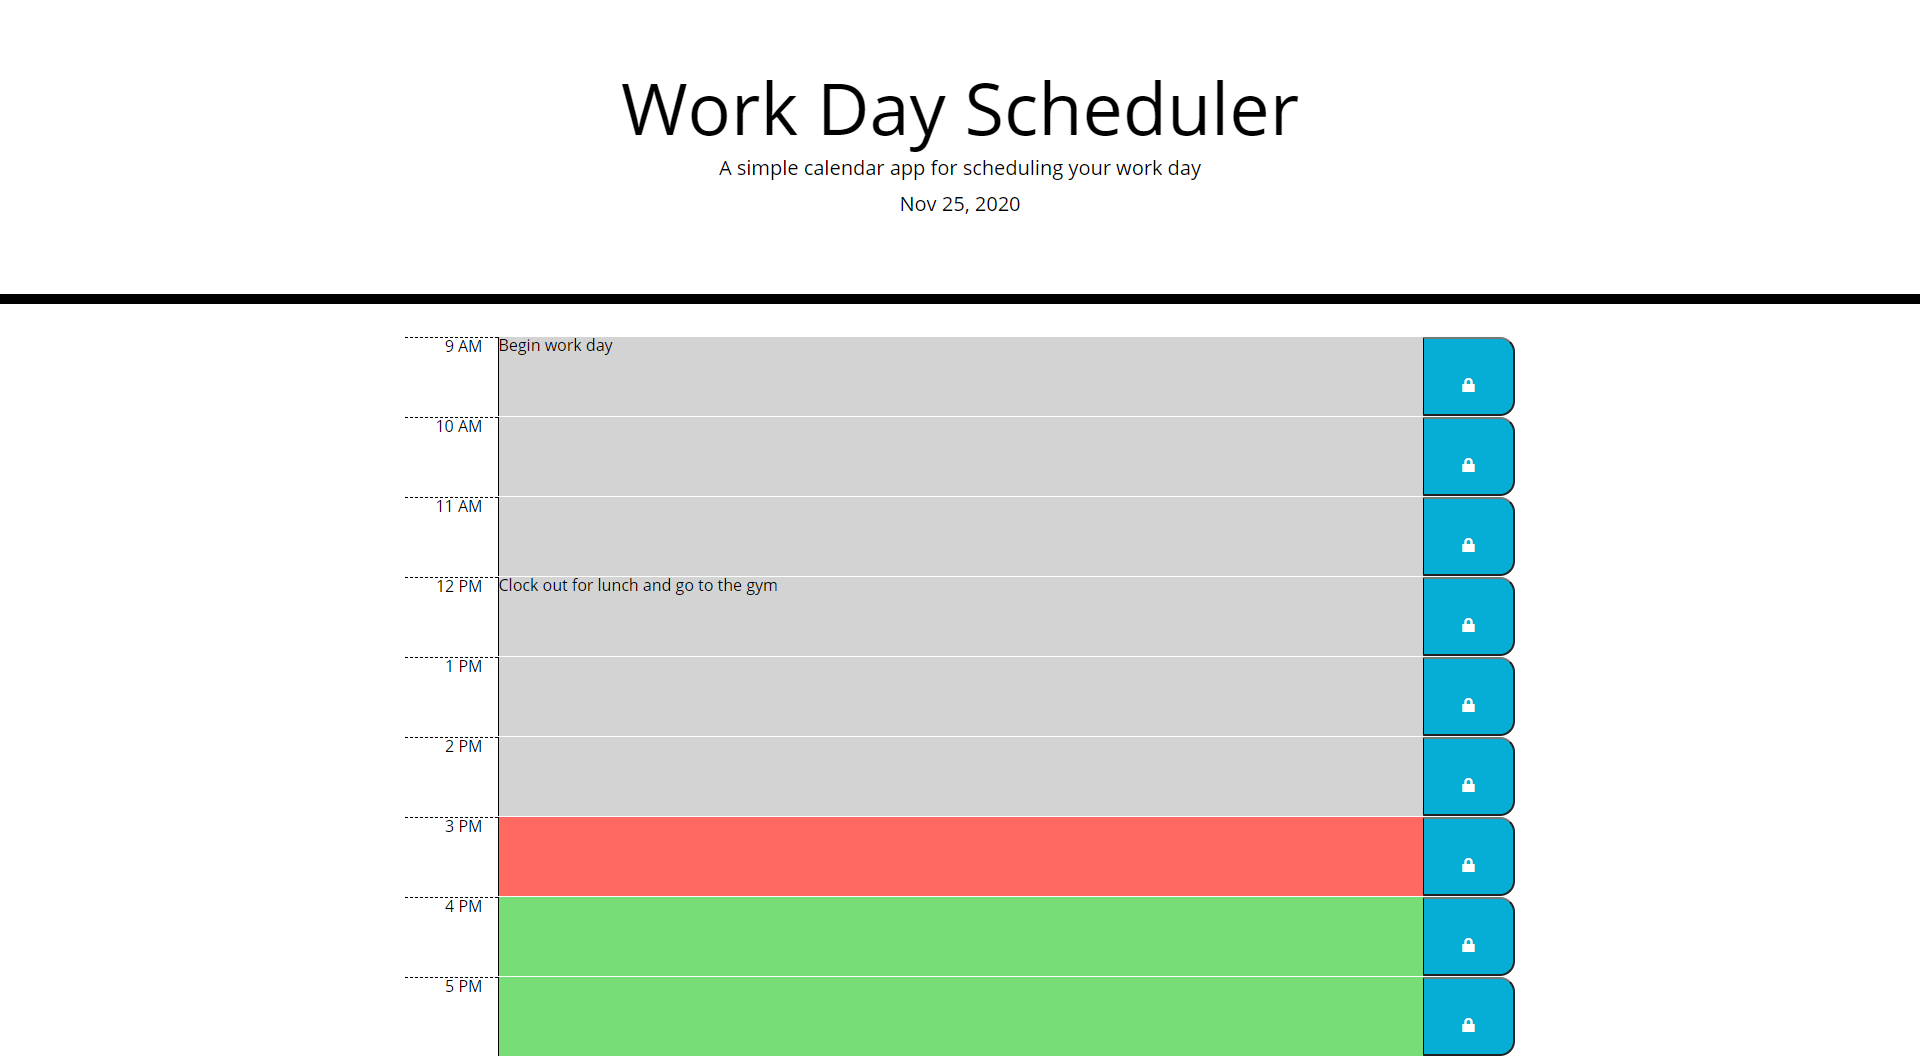 Work Day Scheduler
A simple calendar app for scheduling your work day
Nov 25, 2020
9 AM Begin work day
10 AM
11 AM
12 PM Clock out for lunch and go to the gym
1 PM
2 PM
3 PM
4 PM
5 PM